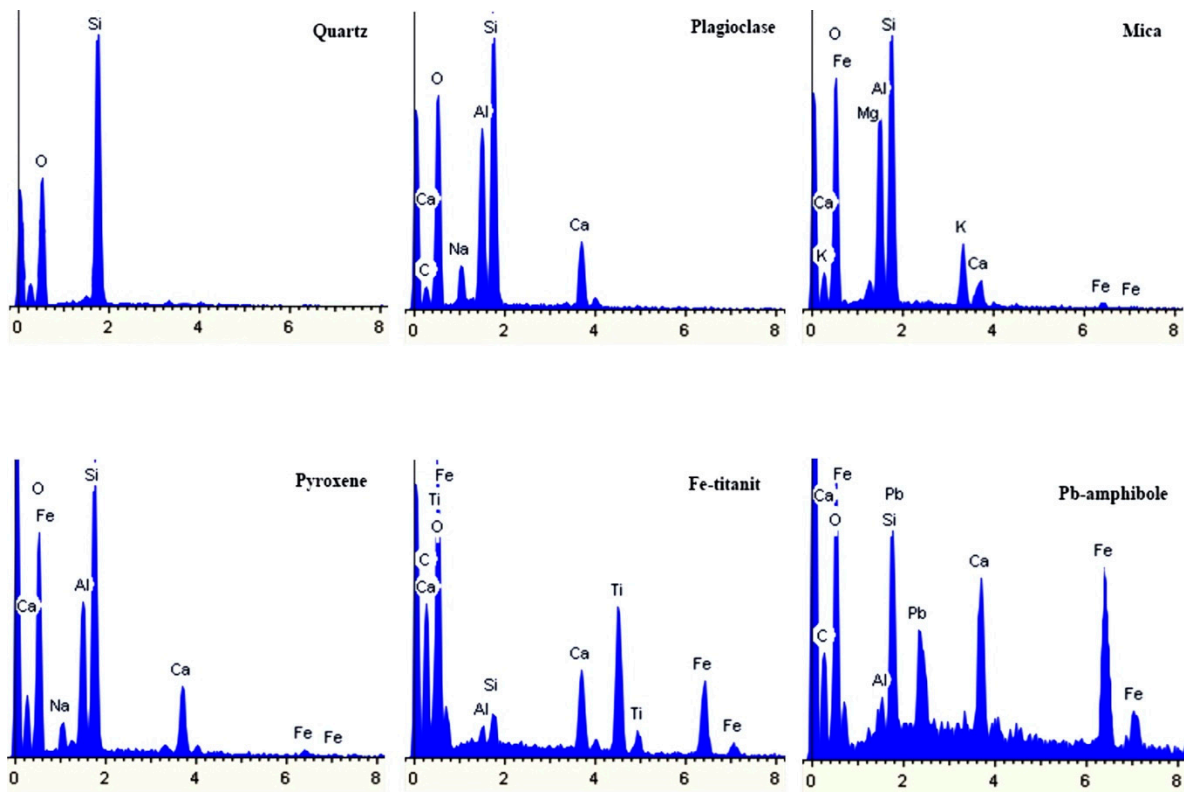 Quartz
Si
O
0 2 4 6 8
Plagioclase
Si
O
Al
Ca
Na
Ca
C
0 2 4 6 8
Mica
O
Si
Fe
Al
Mg
Ca
K
K
Ca
Fe Fe
0 2 4 6 8
Pyroxene
Si
O
Fe
Al
Ca
Na
Ca
Fe Fe
0 2 4 6 8
Fe-titanit
Fe
Ti
O
C
Ca
Ti
Ca
Fe
Si
Al
Ti
Fe
0 2 4 6 8
Pb-amphibole
Fe
Ca
Pb
O
Si
Fe
Ca
Pb
C
Al
Fe
0 2 4 6 8